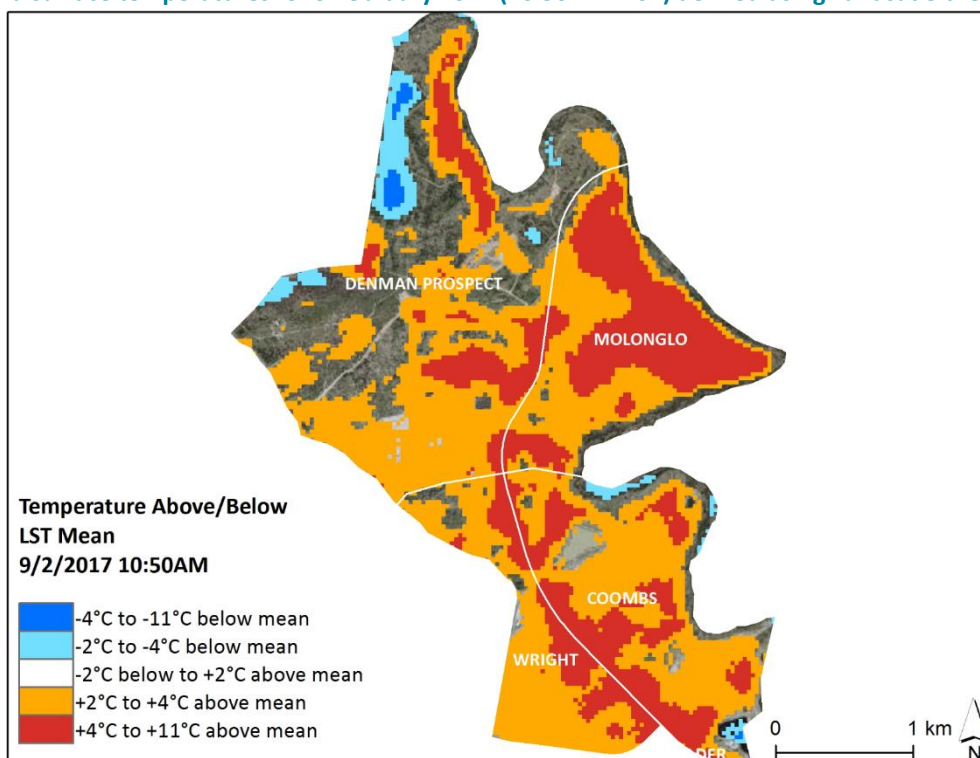 DENMAN PROSPECT
MOLONGLO
Temperature Above/Below
LST Mean
9/2/2017 10:50AM
-4°C to -11°C below mean
-2°C to -4°C below mean
-2°C below to +2°C above mean
+2°C to +4°C above mean
+4°C to +11°C above mean
COOMBS
WRIGHT
0 1 km
N